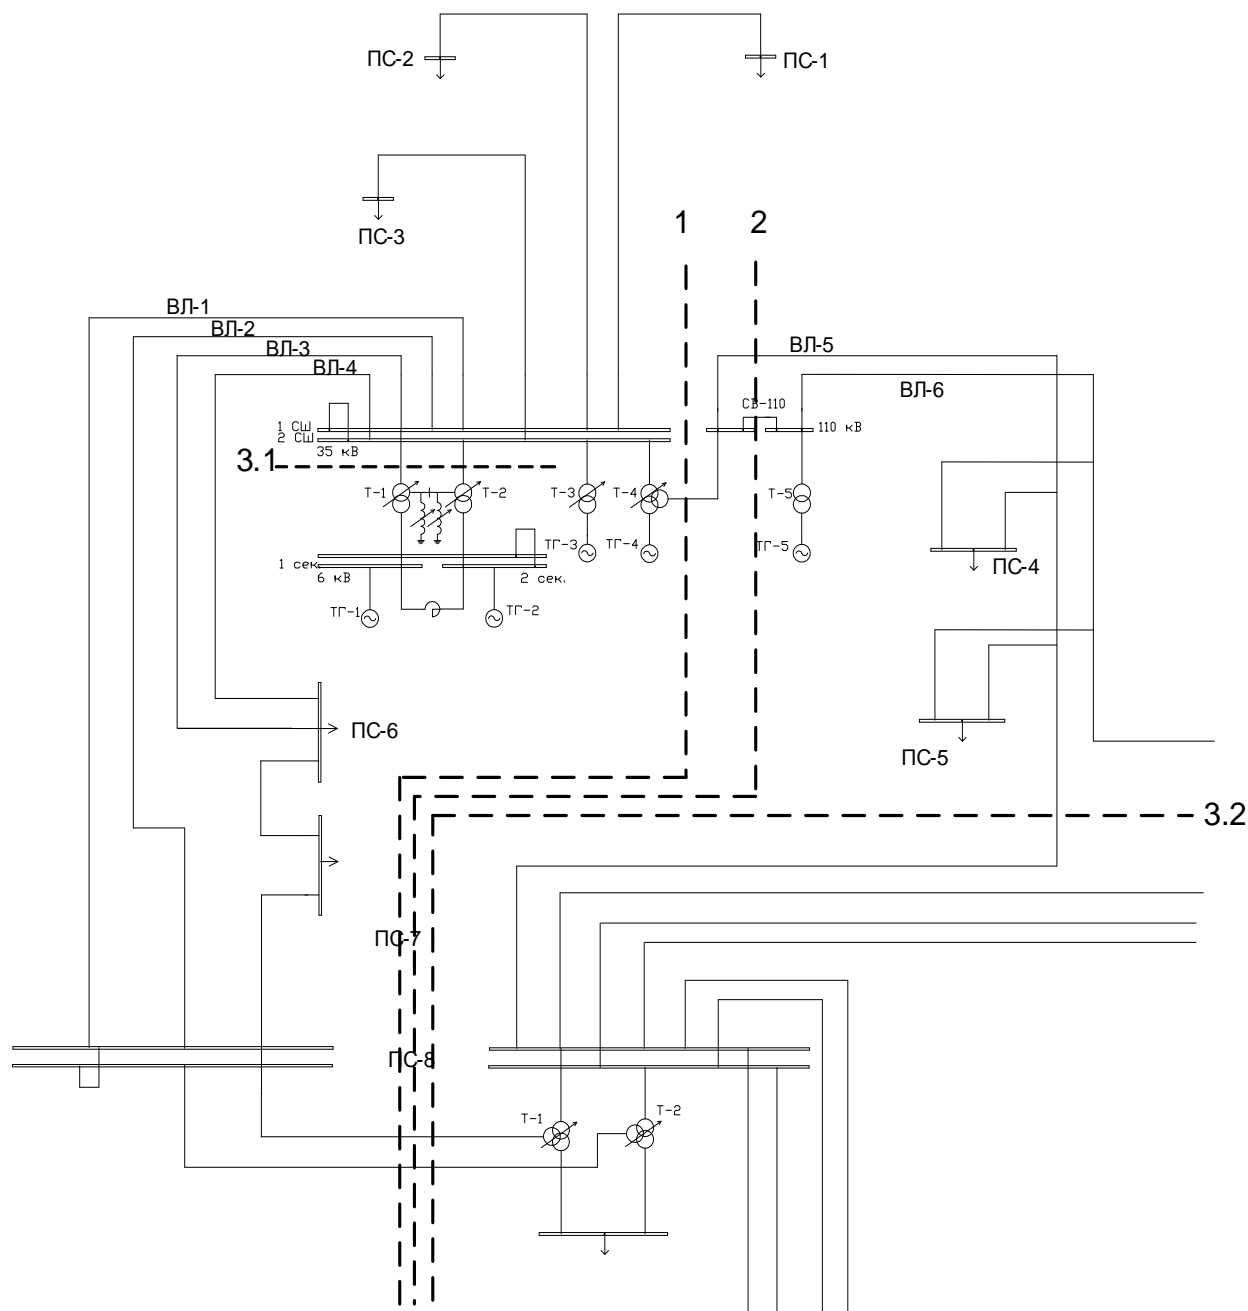 ПС-2
ПС-1
ПС-3
1
2
ВЛ-1
ВЛ-2
ВЛ-3
ВЛ-4
ВЛ-5
ВЛ-6
СВ-110
1 СШ
2 СШ
35 кВ
110 кВ
3.1
Т-1
Т-2
Т-3
Т-4
Т-5
ТГ-3
ТГ-4
ТГ-5
1 сек.
6 кВ
2 сек.
ТГ-1
ТГ-2
ПС-4
ПС-5
ПС-6
3.2
ПС-7
ПС-8
Т-1
Т-2